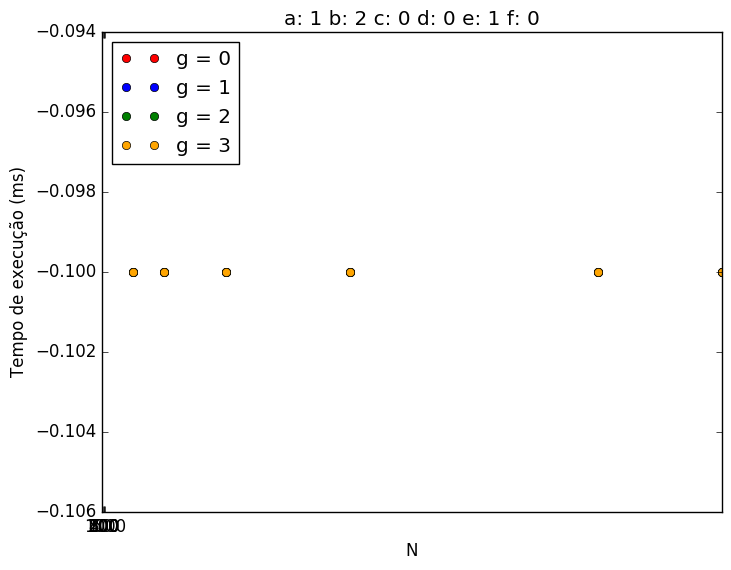 a: 1 b: 2 c: 0 d: 0 e: 1 f: 0
g = 0
g = 1
g = 2
g = 3
Tempo de execução (ms)
−0.094
−0.096
−0.098
−0.100
−0.102
−0.104
−0.106
N